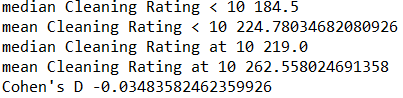 median Cleaning Rating < 10 184.5
mean Cleaning Rating < 10 224.78034682080926
median Cleaning Rating at 10 219.0
mean Cleaning Rating at 10 262.558024691358
Cohen's D -0.03483582462359926